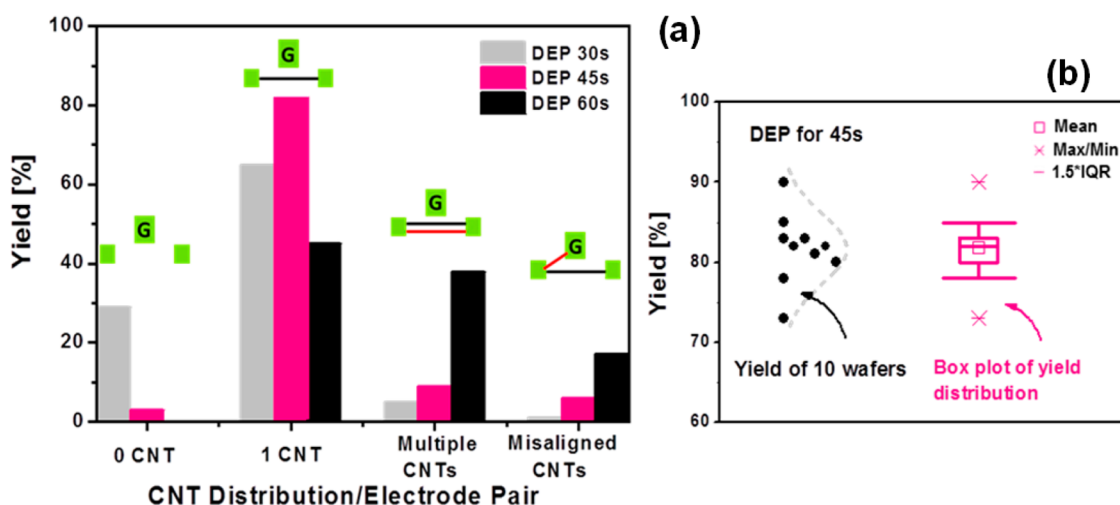 (a)
100
80
60
40
20
0
Yield [%]
DEP 30s
DEP 45s
DEP 60s
G
G
G
G
0 CNT
1 CNT
Multiple
CNTs
Misaligned
CNTs
CNT Distribution/Electrode Pair
(b)
100
90
80
70
60
Yield [%]
DEP for 45s
Mean
Max/Min
1.5*IQR
Yield of 10 wafers
Box plot of yield
distribution